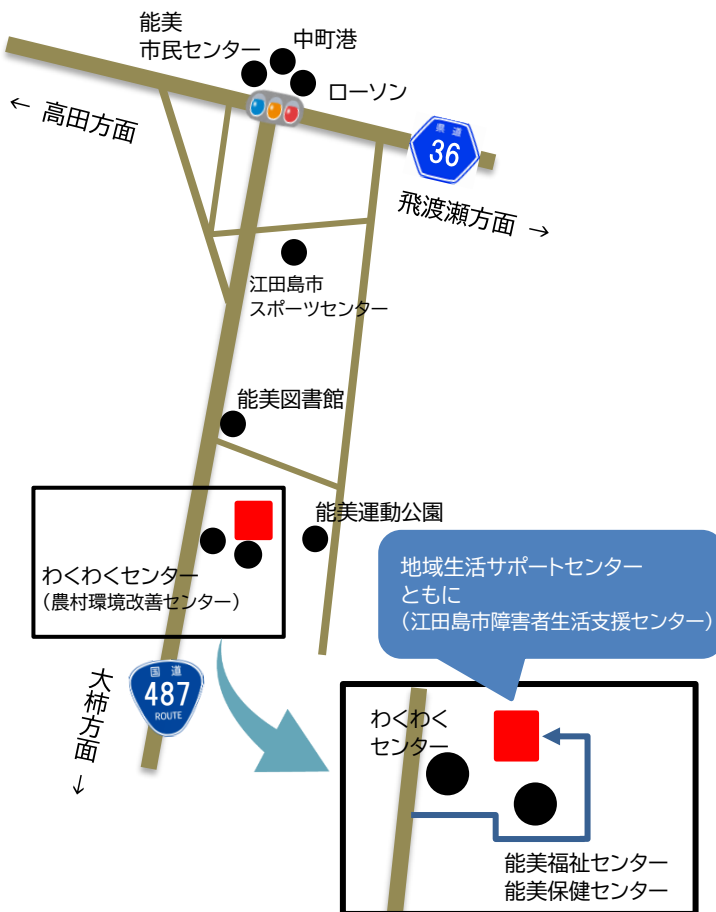 能美
市民センター
中町港
ローソン
← 高田方面
県道
36
飛渡瀬方面 →
江田島市
スポーツセンター
能美図書館
能美運動公園
わくわくセンター
（農村環境改善センター）
地域生活サポートセンター
ともに
（江田島市障害者生活支援センター）
国道
487
ROUTE
大柿方面 →
わくわく
センター
能美福祉センター
能美保健センター